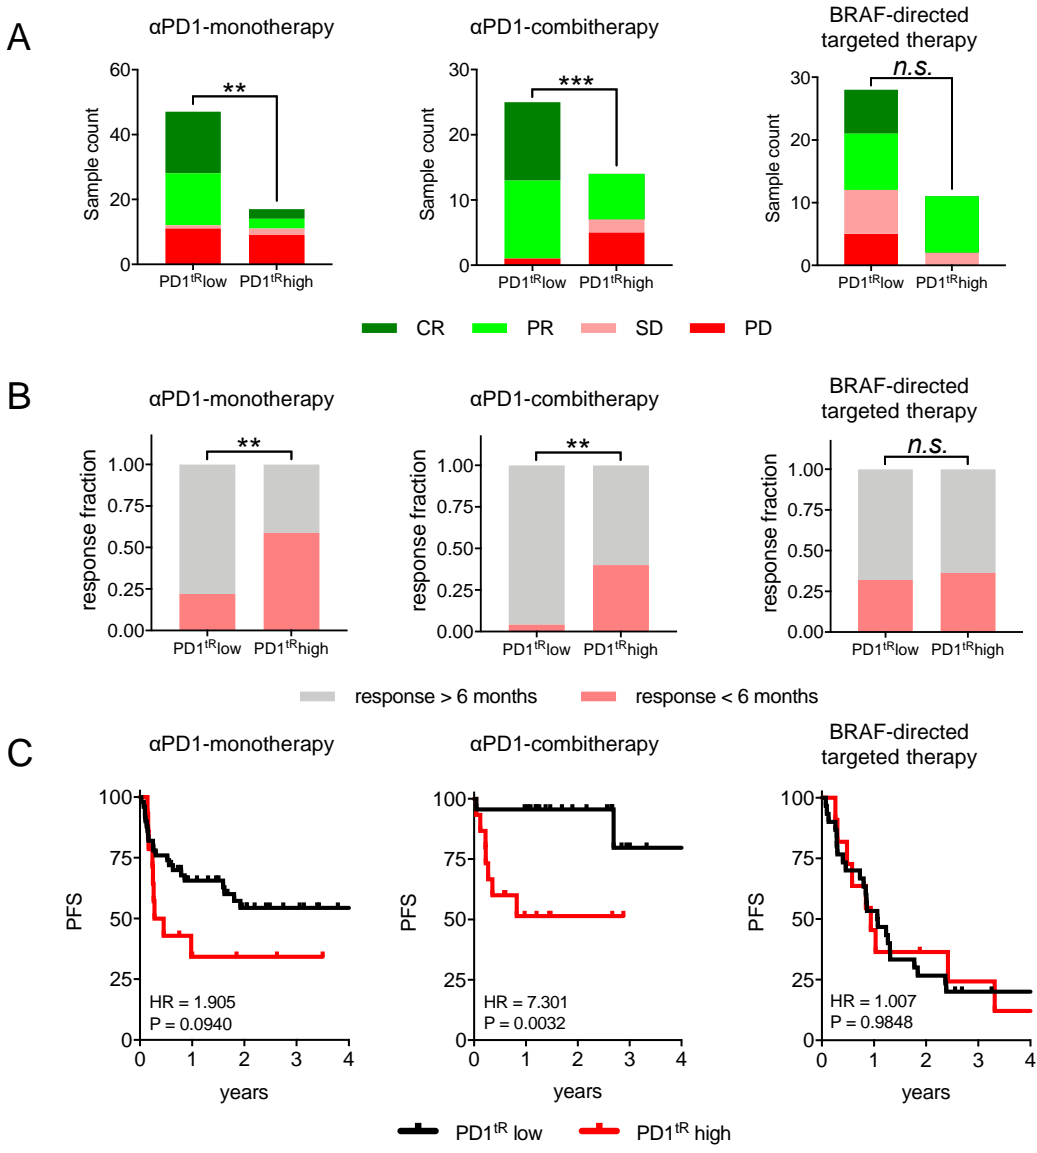 A
αPD1-monotherapy
αPD1-combitherapy
BRAF-directed
targeted therapy
60
40
20
0
Sample count
**
PD1tRlow
PD1tRhigh
30
20
10
0
Sample count
***
PD1tRlow
PD1tRhigh
30
20
10
0
Sample count
n.s.
PD1tRlow
PD1tRhigh
CR PR SD PD
B
αPD1-monotherapy
αPD1-combitherapy
BRAF-directed
targeted therapy
1.00
0.75
0.50
0.25
0.00
response fraction
**
PD1tRlow PD1tRhigh
1.00
0.75
0.50
0.25
0.00
response fraction
**
PD1tRlow PD1tRhigh
1.00
0.75
0.50
0.25
0.00
response fraction
n.s.
PD1tRlow PD1tRhigh
response > 6 months response < 6 months
C
αPD1-monotherapy
αPD1-combitherapy
BRAF-directed
targeted therapy
100
75
50
25
0
PFS
HR = 1.905
P = 0.0940
0 1 2 3 4
years
100
75
50
25
0
PFS
HR = 7.301
P = 0.0032
0 1 2 3 4
years
100
75
50
25
0
PFS
HR = 1.007
P = 0.9848
0 1 2 3 4
years
PD1tR low PD1tR high